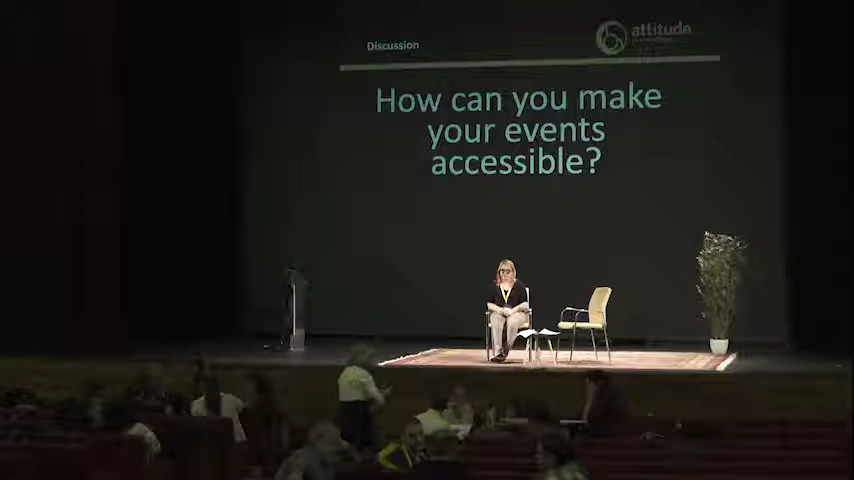 Discussion
attitude
How can you make
your events
accessible?